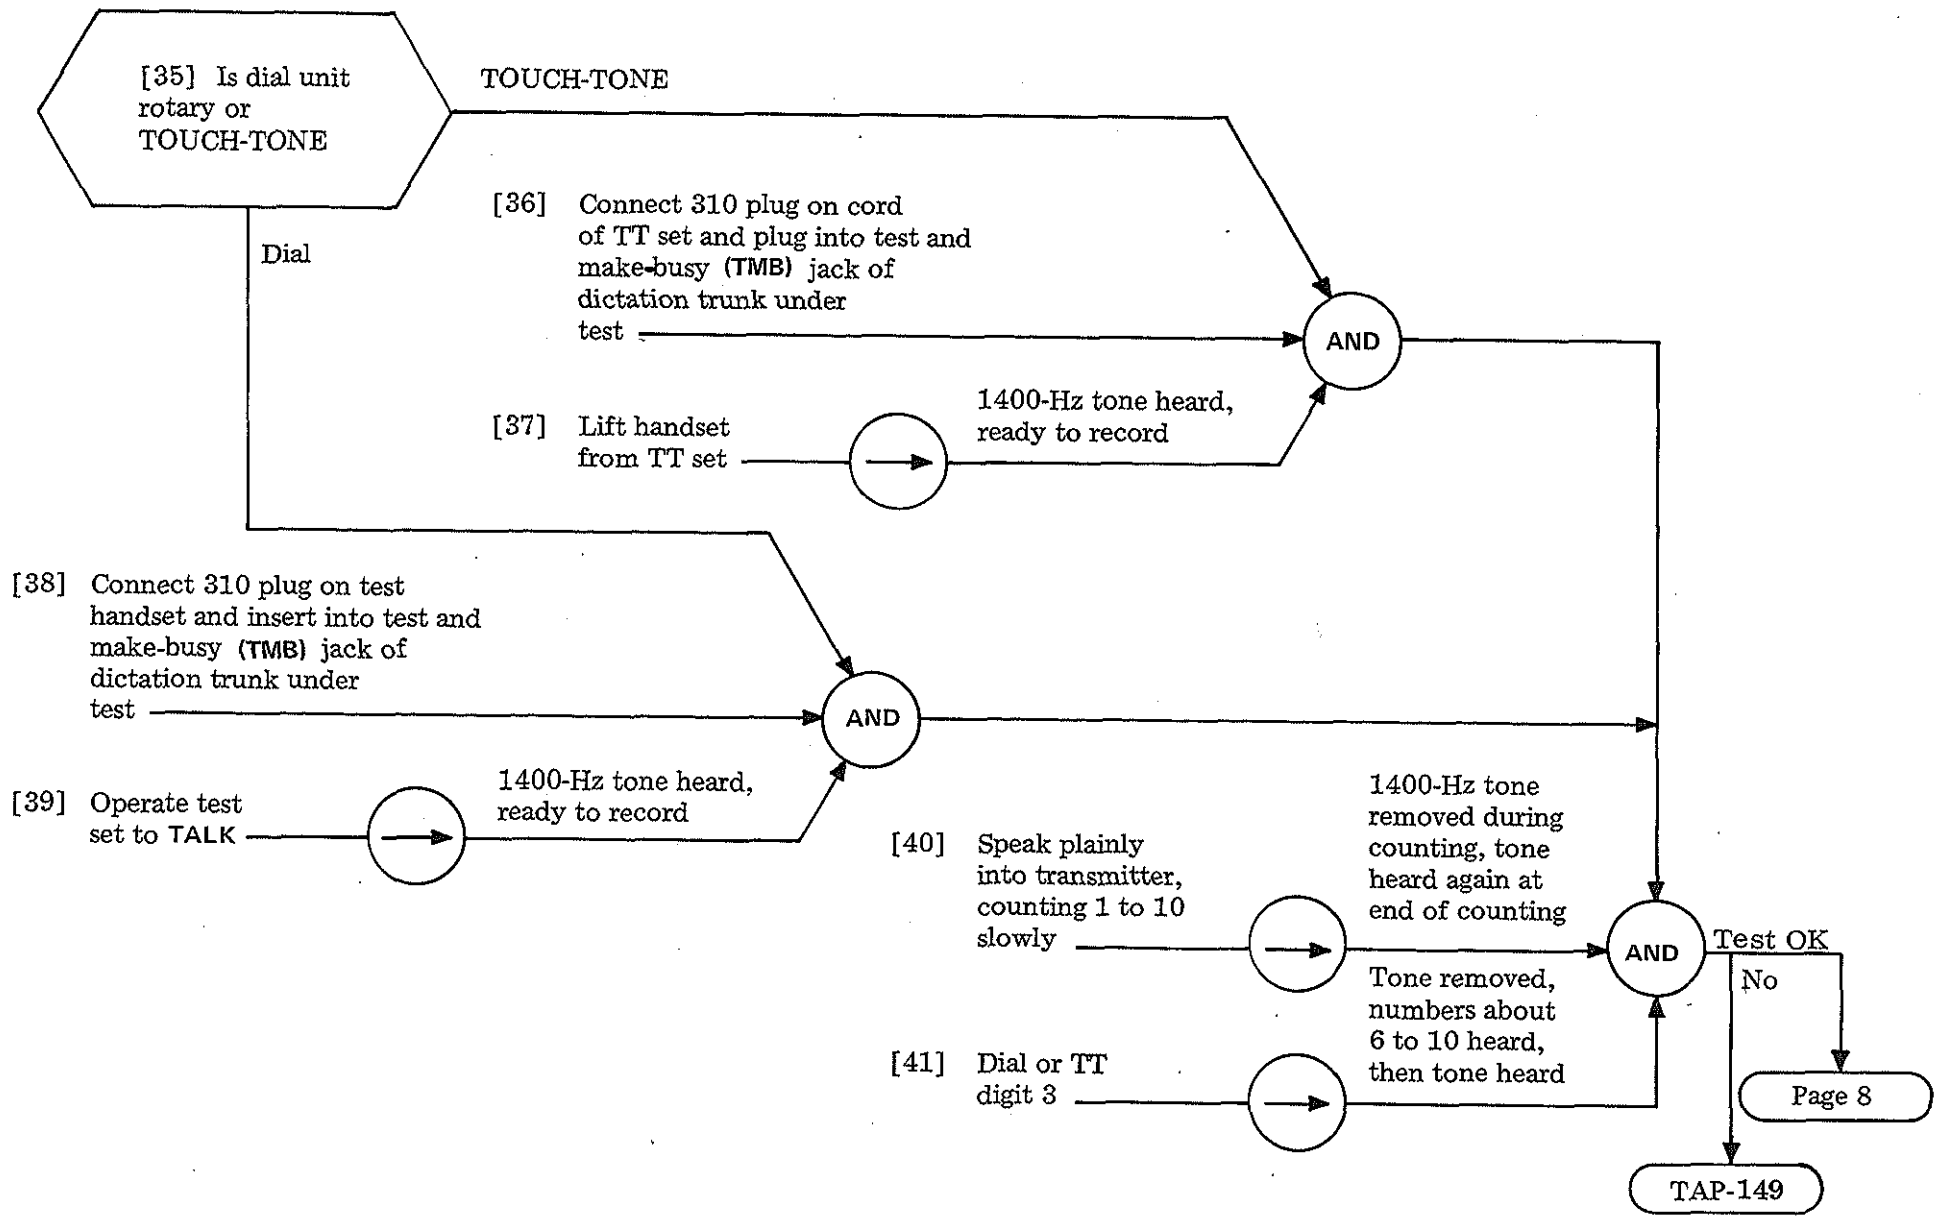 [35] Is dial unit
rotary or
TOUCH-TONE
TOUCH-TONE
Dial
[36] Connect 310 plug on cord
of TT set and plug into test and
make-busy (TMB) jack of
dictation trunk under
test
AND
[37] Lift handset
from TT set
1400-Hz tone heard,
ready to record
[38] Connect 310 plug on test
handset and insert into test and
make-busy (TMB) jack of
dictation trunk under
test
AND
[39] Operate test
set to TALK
1400-Hz tone heard,
ready to record
[40] Speak plainly
into transmitter,
counting 1 to 10
slowly
1400-Hz tone
removed during
counting, tone
heard again at
end of counting
AND
Test OK
No
[41] Dial or TT
digit 3
Tone removed,
numbers about
6 to 10 heard,
then tone heard
Page 8
TAP-149